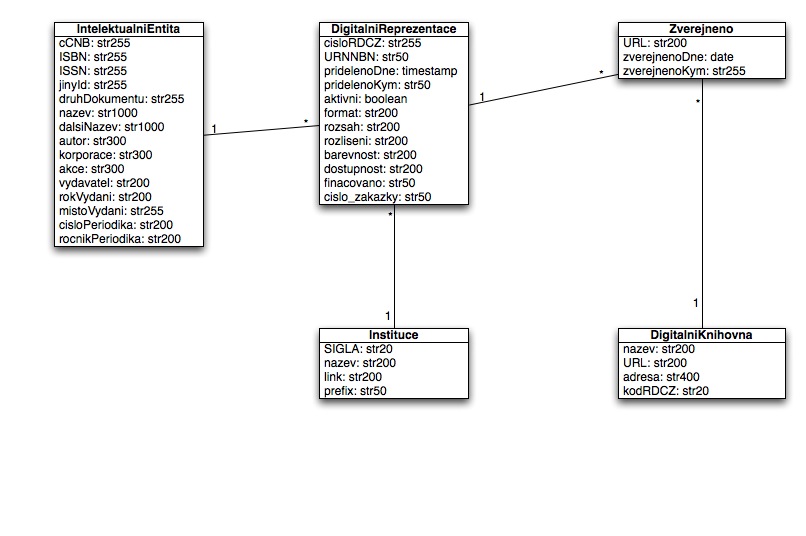 IntelektualniEntita
cCNB: str255
ISBN: str255
ISSN: str255
jinyId: str255
druhDokumentu: str255
nazev: str1000
dalsiNazev: str1000
autor: str300
korporace: str300
akce: str300
vydavatel: str200
rokVydani: str200
mistoVydani: str255
cisloPeriodika: str200
rocnikPeriodika: str200
1
*
DigitalniReprezentace
cisloRDCZ: str255
URNNBN: str50
pridelenoDne: timestamp
pridelenoKym: str50
aktivni: boolean
format: str200
rozsah: str200
rozliseni: str200
barevnost: str200
dostupnost: str200
finacovano: str50
cislo_zakazky: str50
1
*
Zverejneno
URL: str200
zverejnenoDne: date
zverejnenoKym: str255
*
1
Instituce
SIGLA: str20
nazev: str200
link: str200
prefix: str50
*
1
DigitalniKnihovna
nazev: str200
URL: str200
adresa: str400
kodRDCZ: str20